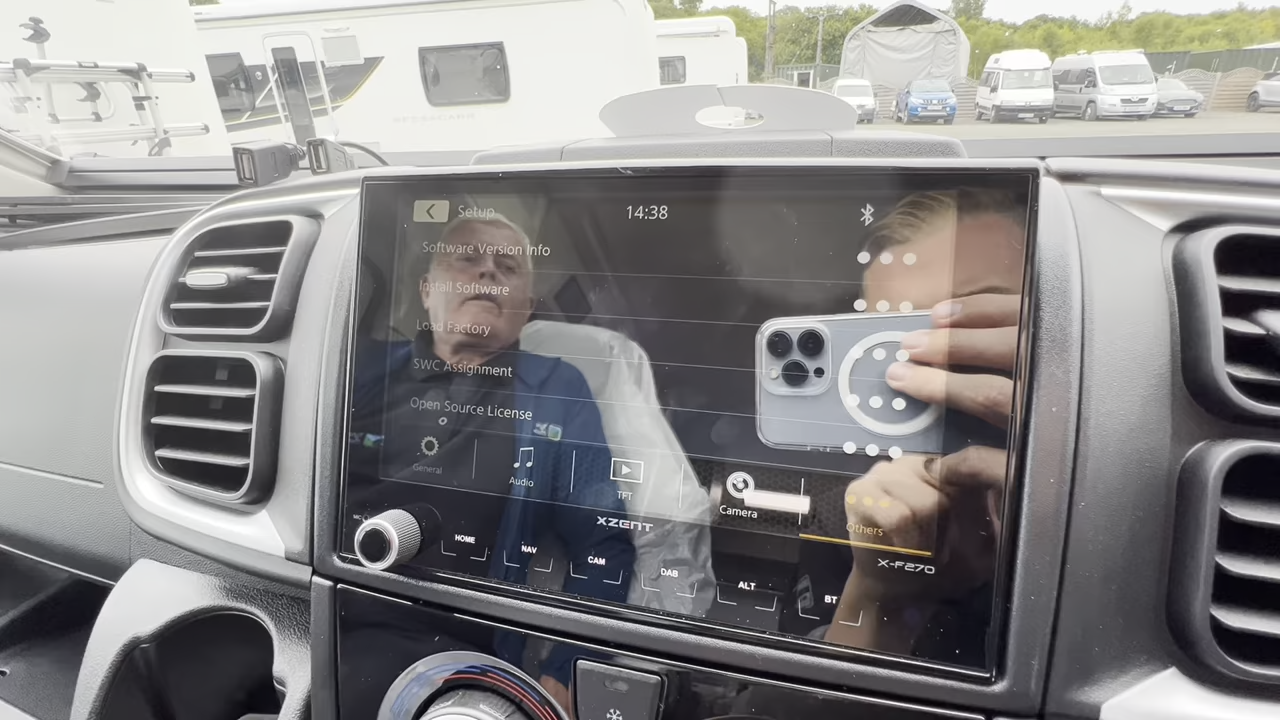 Setup
14:38
Software Version Info
Install Software
Load Factory
SWC Assignment
Open Source License
General
Audio
TFT
Camera
Others
XZENT
X-F270
HOME
NAV
CAM
DAB
ALT
BT